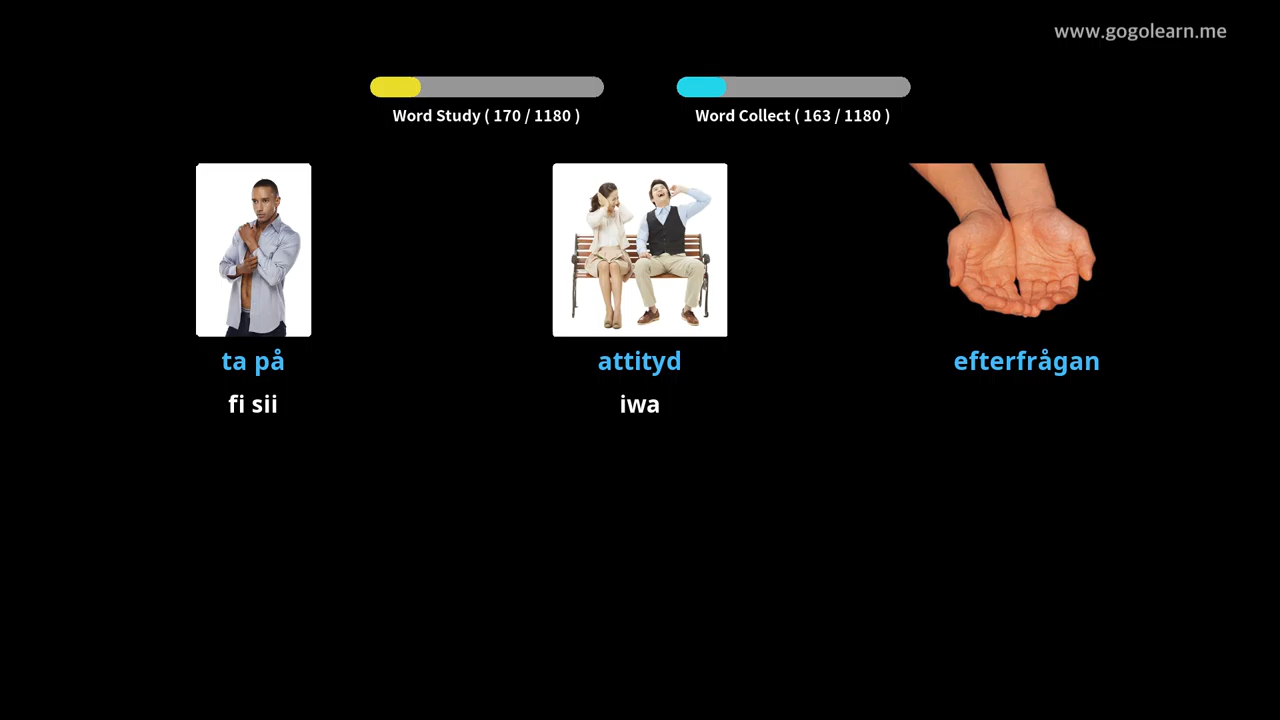 www.gogolearn.me
Word Study ( 170 / 1180 )
Word Collect ( 163 / 1180 )
ta på
attityd
efterfrågan
fi sii
iwa